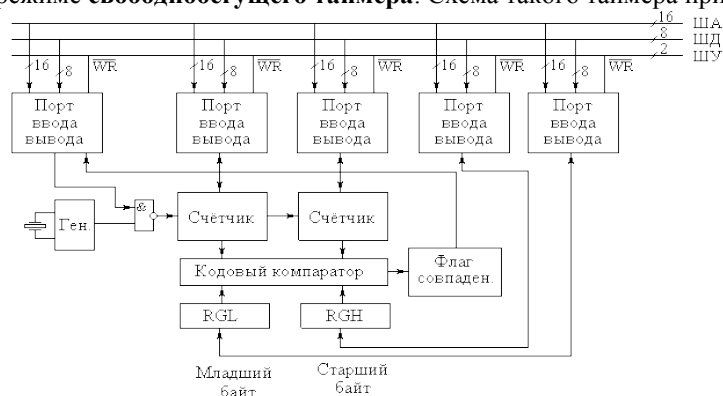 режиме свободнобегущего таймера. Схема такого таймера при
16 ША
8 ШД
2 ШУ
16 8 WR 16 8 WR 16 8 WR 16 8 WR 16 8 WR
Порт Порт Порт Порт Порт
ввода ввода ввода ввода ввода
вывода вывода вывода вывода вывода
&
Ген. Счётчик Счётчик
Кодовый компаратор Флаг
совпаден.
RGL RGH
Младший Старший
байт байт